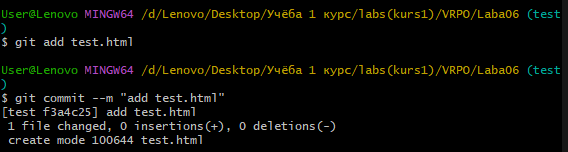 User@Lenovo MINGW64 /d/Lenovo/Desktop/Учёба 1 курс/labs(kurs1)/VRPO/Laba06 (test
)
$ git add test.html
User@Lenovo MINGW64 /d/Lenovo/Desktop/Учёба 1 курс/labs(kurs1)/VRPO/Laba06 (test
)
$ git commit --m "add test.html"
[test f3a4c25] add test.html
 1 file changed, 0 insertions(+), 0 deletions(-)
 create mode 100644 test.html